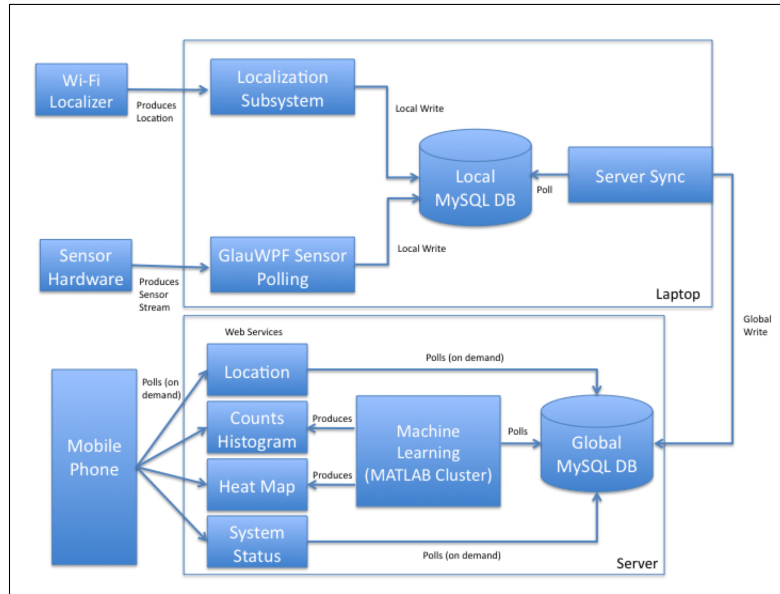 Wi-Fi
Localizer
Produces
Location
Localization
Subsystem
Local Write
Local
MySQL DB
Poll
Server Sync
Sensor
Hardware
Produces
Sensor
Stream
GlauWPF Sensor
Polling
Local Write
Laptop
Global
Write
Web Services
Mobile
Phone
Polls (on
demand)
Location
Polls (on demand)
Counts
Histogram
Produces
Heat Map
Produces
Machine
Learning
(MATLAB Cluster)
Polls
Global
MySQL DB
System
Status
Polls (on demand)
Server